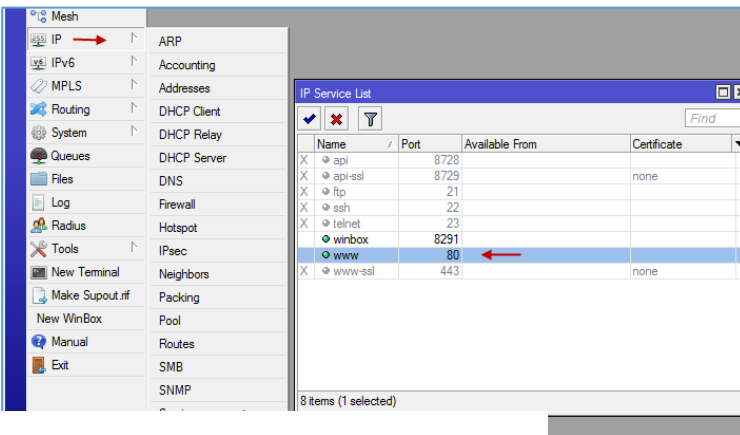 Mesh
IP
IPv6
MPLS
Routing
System
Queues
Files
Log
Radius
Tools
New Terminal
Make Supout.rif
New WinBox
Manual
Exit
ARP
Accounting
Addresses
DHCP Client
DHCP Relay
DHCP Server
DNS
Firewall
Hotspot
IPsec
Neighbors
Packing
Pool
Routes
SMB
SNMP
IP Service List
Find
Name / Port Available From Certificate
X api 8728
X api-ssl 8729 none
X ftp 21
X ssh 22
X telnet 23
winbox 8291
www 80
X www-ssl 443 none
8 items (1 selected)